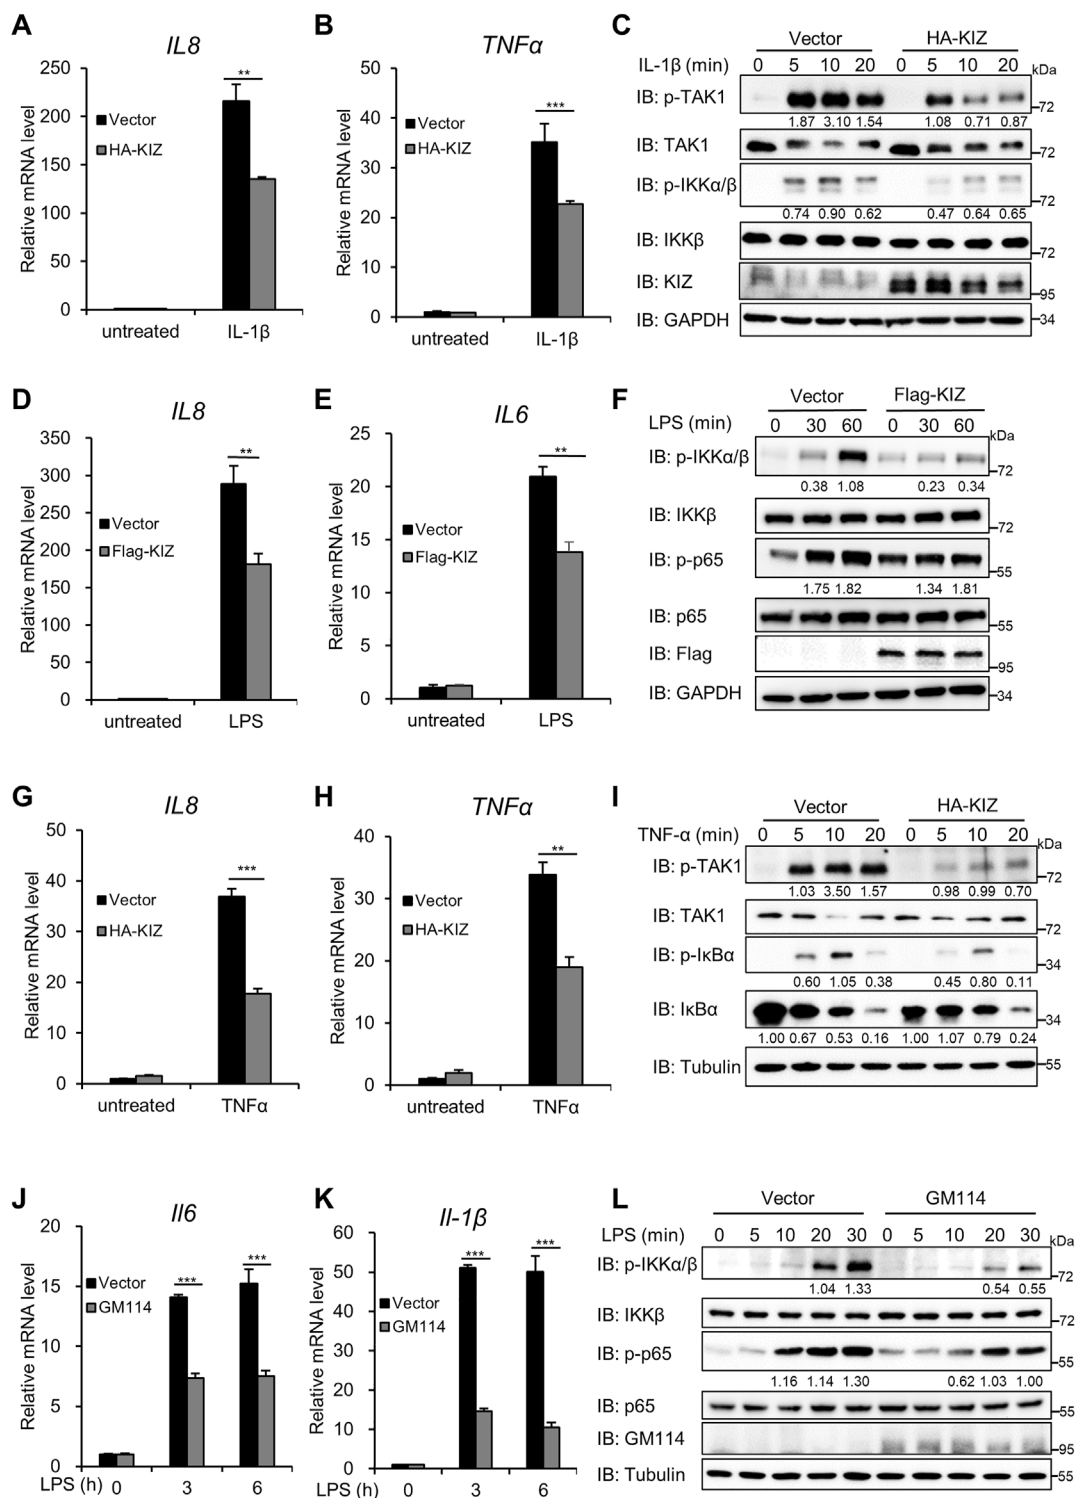 A
IL8
Relative mRNA level
250
200
150
100
50
0
**
Vector
HA-KIZ
untreated
IL-1β
B
TNFα
Relative mRNA level
50
40
30
20
10
0
***
Vector
HA-KIZ
untreated
IL-1β
C
Vector HA-KIZ
IL-1β (min) 0 5 10 20 0 5 10 20 kDa
IB: p-TAK1 72
1.87 3.10 1.54 1.08 0.71 0.87
IB: TAK1 72
IB: p-IKKα/β 72
0.74 0.90 0.62 0.47 0.64 0.65
IB: IKKβ 72
IB: KIZ 95
IB: GAPDH 34
D
IL8
Relative mRNA level
350
300
250
200
150
100
50
0
**
Vector
Flag-KIZ
untreated
LPS
E
IL6
Relative mRNA level
25
20
15
10
5
0
**
Vector
Flag-KIZ
untreated
LPS
F
Vector Flag-KIZ
LPS (min) 0 30 60 0 30 60 kDa
IB: p-IKKα/β 72
0.38 1.08 0.23 0.34
IB: IKKβ 72
IB: p-p65 55
1.75 1.82 1.34 1.81
IB: p65 55
IB: Flag 95
IB: GAPDH 34
G
IL8
Relative mRNA level
50
40
30
20
10
0
***
Vector
HA-KIZ
untreated
TNFα
H
TNFα
Relative mRNA level
40
30
20
10
0
**
Vector
HA-KIZ
untreated
TNFα
I
Vector HA-KIZ
TNF-α (min) 0 5 10 20 0 5 10 20 kDa
IB: p-TAK1 72
1.03 3.50 1.57 0.98 0.99 0.70
IB: TAK1 72
IB: p-IκBα 34
0.60 1.05 0.38 0.45 0.80 0.11
IB: IκBα 34
1.00 0.67 0.53 0.16 1.00 1.07 0.79 0.24
IB: Tubulin 55
J
Il6
Relative mRNA level
20
15
10
5
0
***
***
Vector
GM114
LPS (h) 0 3 6
K
Il-1β
Relative mRNA level
60
50
40
30
20
10
0
***
***
Vector
GM114
LPS (h) 0 3 6
L
Vector GM114
LPS (min) 0 5 10 20 30 0 5 10 20 30 kDa
IB: p-IKKα/β 72
1.04 1.33 0.54 0.55
IB: IKKβ 72
IB: p-p65 55
1.16 1.14 1.30 0.62 1.03 1.00
IB: p65 55
IB: GM114 95
IB: Tubulin 55